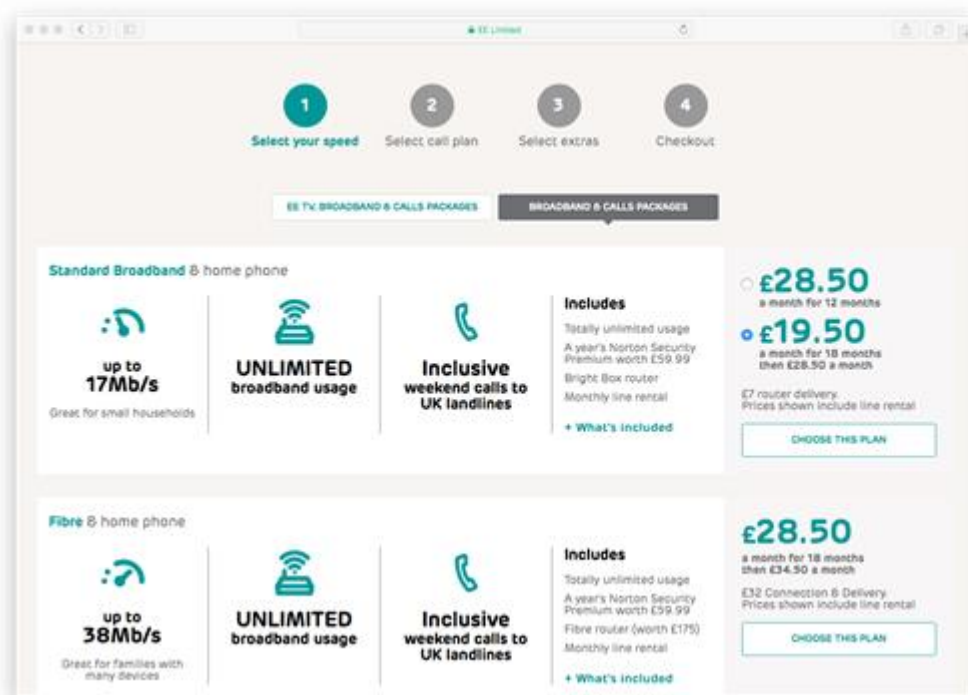 EE Limited
1
2
3
4
Select your speed
Select call plan
Select extras
Checkout
EE TV, BROADBAND & CALLS PACKAGES
BROADBAND & CALLS PACKAGES
Standard Broadband & home phone
up to
17Mb/s
Great for small households
UNLIMITED
broadband usage
Inclusive
weekend calls to
UK landlines
Includes
Totally unlimited usage
A year's Norton Security
Premium worth £59.99
Bright Box router
Monthly line rental
+ What's included
£28.50
a month for 12 months
£19.50
a month for 18 months
then £28.50 a month
£7 router delivery.
Prices shown include line rental
CHOOSE THIS PLAN
Fibre & home phone
up to
38Mb/s
Great for families with
many devices
UNLIMITED
broadband usage
Inclusive
weekend calls to
UK landlines
Includes
Totally unlimited usage
A year's Norton Security
Premium worth £59.99
Fibre router (worth £175)
Monthly line rental
+ What's included
£28.50
a month for 18 months
then £34.50 a month
£32 Connection & Delivery.
Prices shown include line rental
CHOOSE THIS PLAN